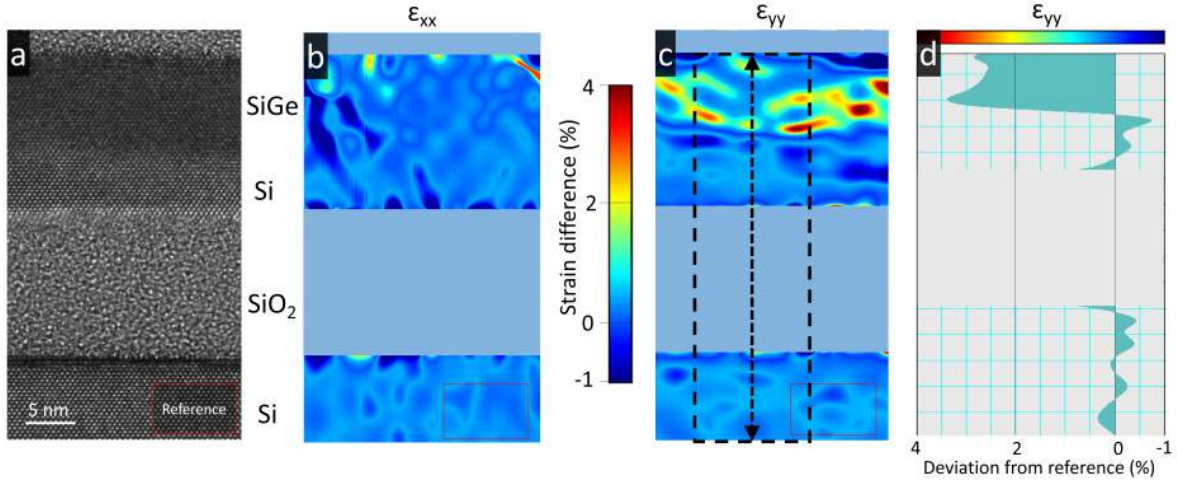 a
SiGe
Si
SiO2
Si
Reference
5 nm
εxx
b
Strain difference (%)
4
2
0
-1
εyy
c
εyy
d
4
2
0
-1
Deviation from reference (%)